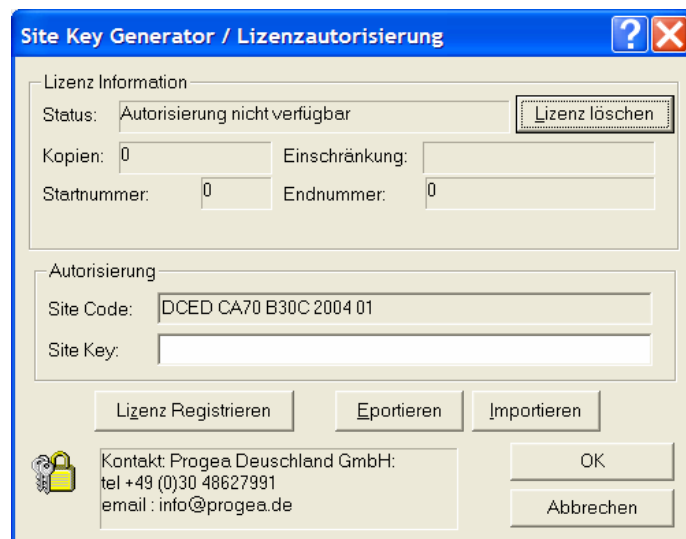 Site Key Generator / Lizenzautorisierung
Lizenz Information
Status: Autorisierung nicht verfügbar Lizenz löschen
Kopien: 0 Einschränkung:
Startnummer: 0 Endnummer: 0
Autorisierung
Site Code: DCED CA70 B30C 2004 01
Site Key:
Lizenz Registrieren Eportieren Importieren
Kontakt: Progea Deuschland GmbH:
tel +49 (0)30 48627991
email : info@progea.de
OK
Abbrechen